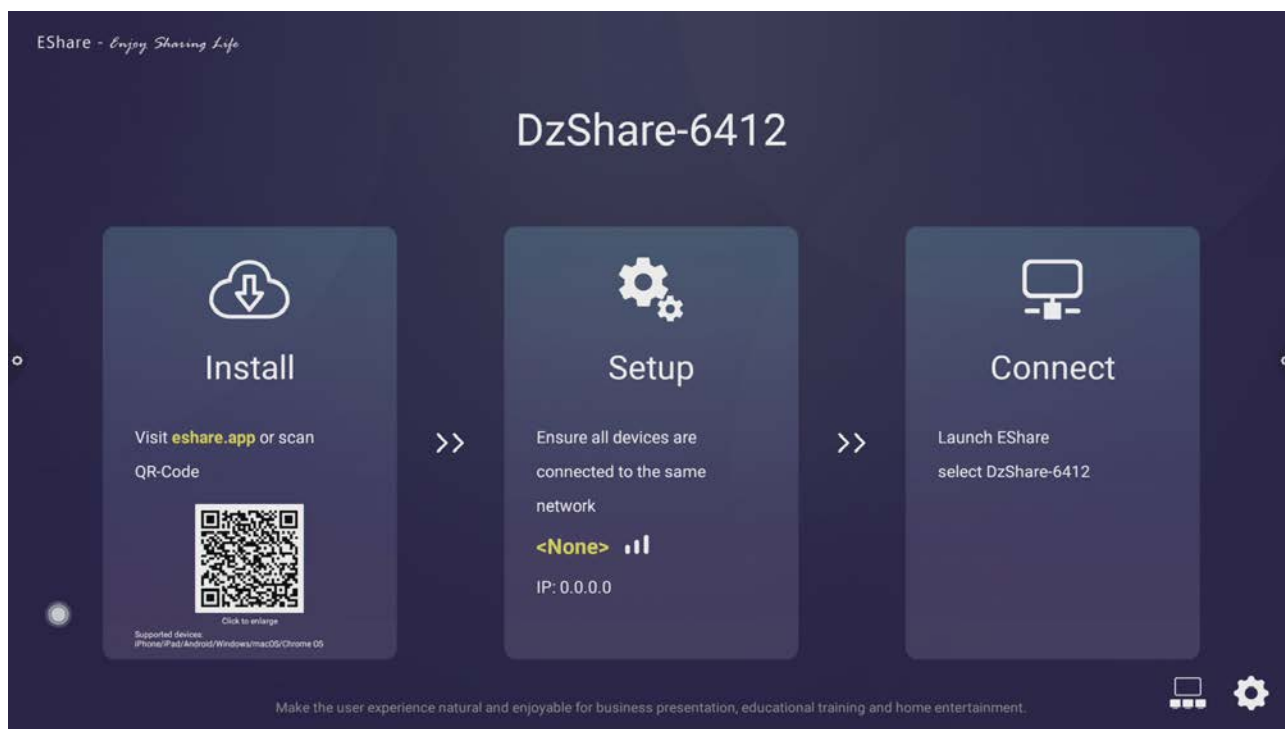 EShare - Enjoy Sharing Life
DzShare-6412
Install
Visit eshare.app or scan
QR-Code
Click to enlarge
Supported devices:
iPhone/iPad/Android/Windows/macOS/Chrome OS
Setup
Ensure all devices are
connected to the same
network
<None>
IP: 0.0.0.0
Connect
Launch EShare
select DzShare-6412
Make the user experience natural and enjoyable for business presentation, educational training and home entertainment.